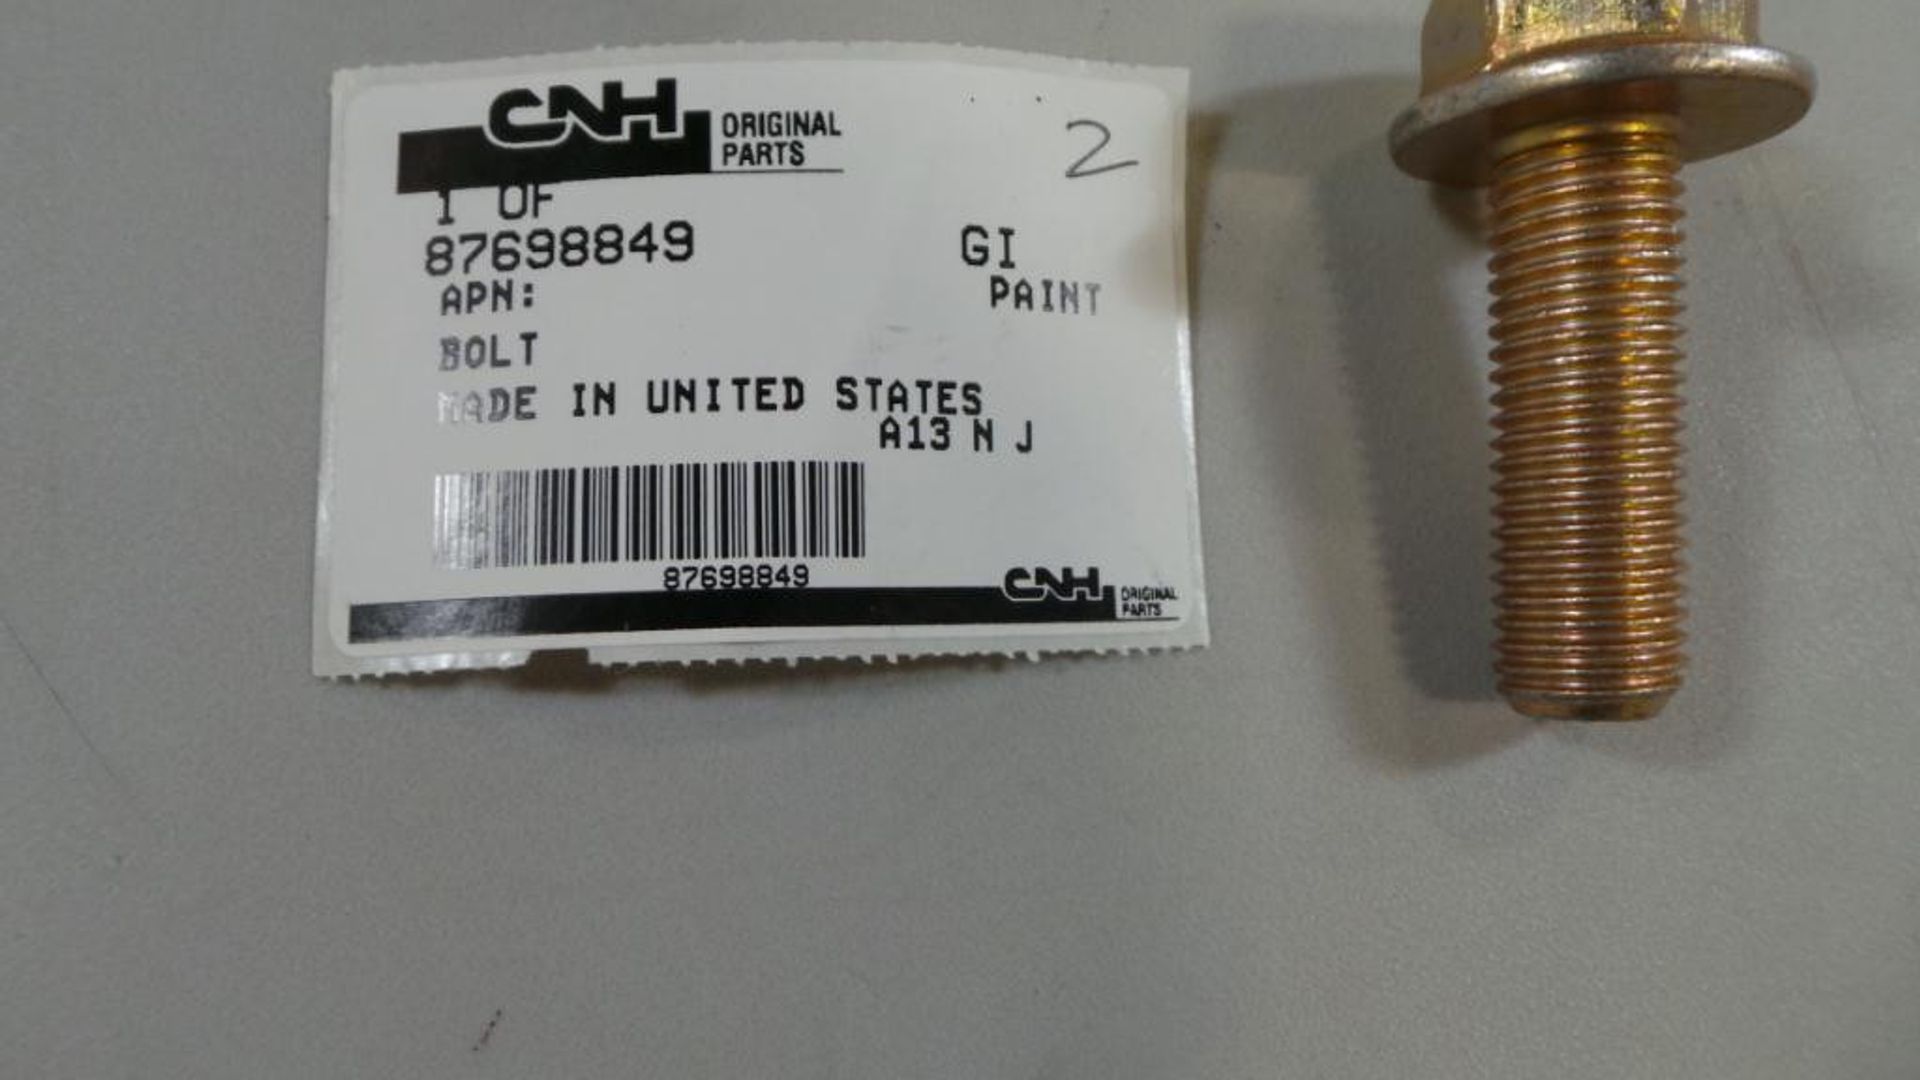 CNH ORIGINAL
PARTS
2
1 OF
87698849 GI
APN: PAINT
BOLT
MADE IN UNITED STATES
A13 N J
87698849
CNH ORIGINAL
PARTS